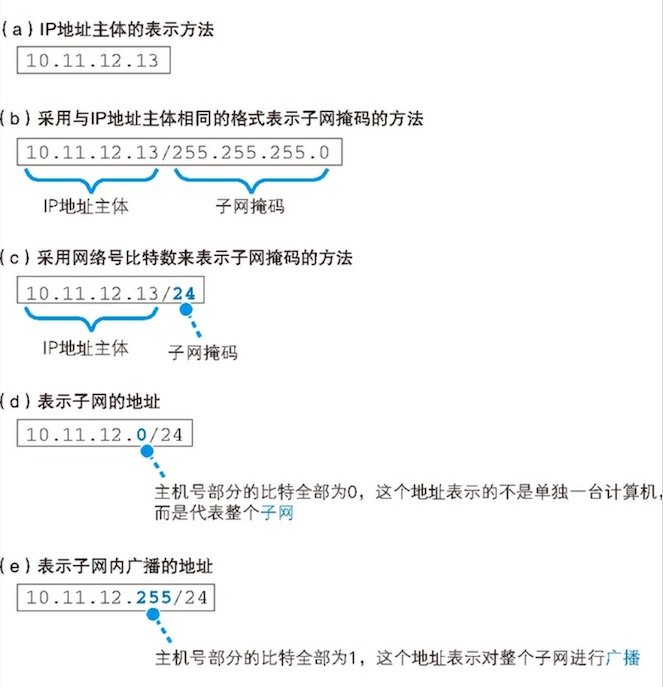 (a)IP地址主体的表示方法
10.11.12.13
(b)采用与IP地址主体相同的格式表示子网掩码的方法
10.11.12.13/255.255.255.0
IP地址主体 子网掩码
(c)采用网络号比特数来表示子网掩码的方法
10.11.12.13/24
IP地址主体 子网掩码
(d)表示子网的地址
10.11.12.0/24
主机号部分的比特全部为0，这个地址表示的不是单独一台计算机，
而是代表整个子网
(e)表示子网内广播的地址
10.11.12.255/24
主机号部分的比特全部为1，这个地址表示对整个子网进行广播